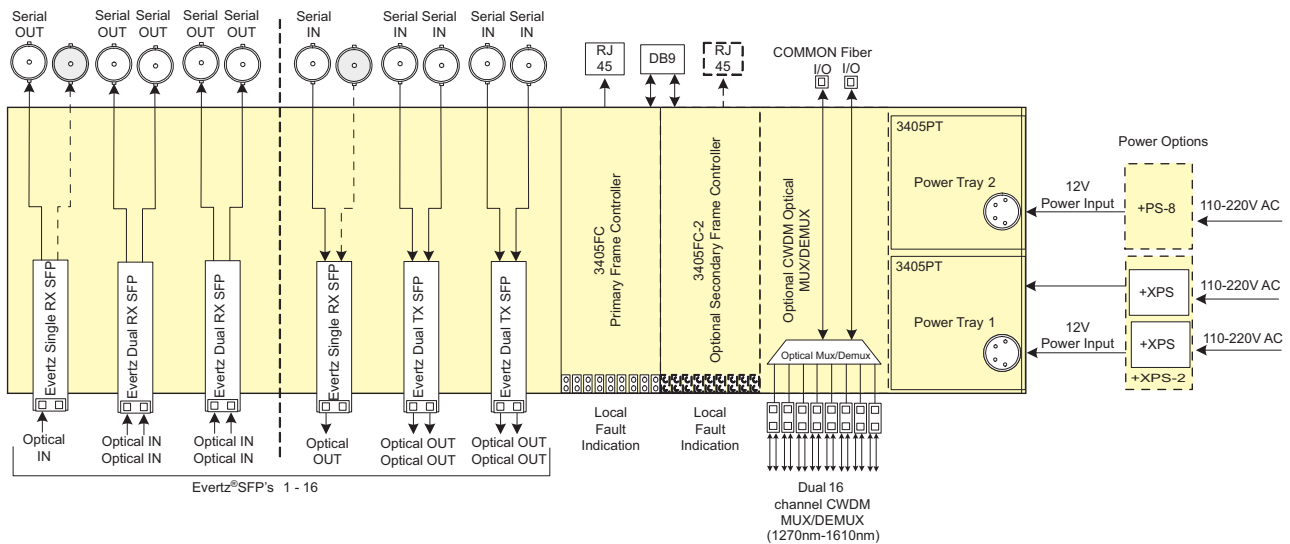 Serial
OUT
Serial
OUT
Serial
OUT
Serial
OUT
Serial
OUT
Serial
IN
Serial
IN
Serial
IN
Serial
IN
Serial
IN
RJ
45
DB9
RJ
45
COMMON Fiber
I/O
I/O
Evertz Single RX SFP
Evertz Dual RX SFP
Evertz Dual RX SFP
Evertz Single RX SFP
Evertz Dual TX SFP
Evertz Dual TX SFP
3405FC
Primary Frame Controller
3405FC-2
Optional Secondary Frame Controller
Optional CWDM Optical
MUX/DEMUX
Optical Mux/Demux
3405PT
Power Tray 2
3405PT
Power Tray 1
Power Options
12V
Power Input
+PS-8
110-220V AC
+XPS
110-220V AC
12V
Power Input
+XPS
110-220V AC
+XPS-2
Optical
IN
Optical IN
Optical IN
Optical IN
Optical IN
Optical
OUT
Optical OUT
Optical OUT
Optical OUT
Optical OUT
Local
Fault
Indication
Local
Fault
Indication
Evertz®SFP's 1 - 16
Dual 16
channel CWDM
MUX/DEMUX
(1270nm-1610nm)